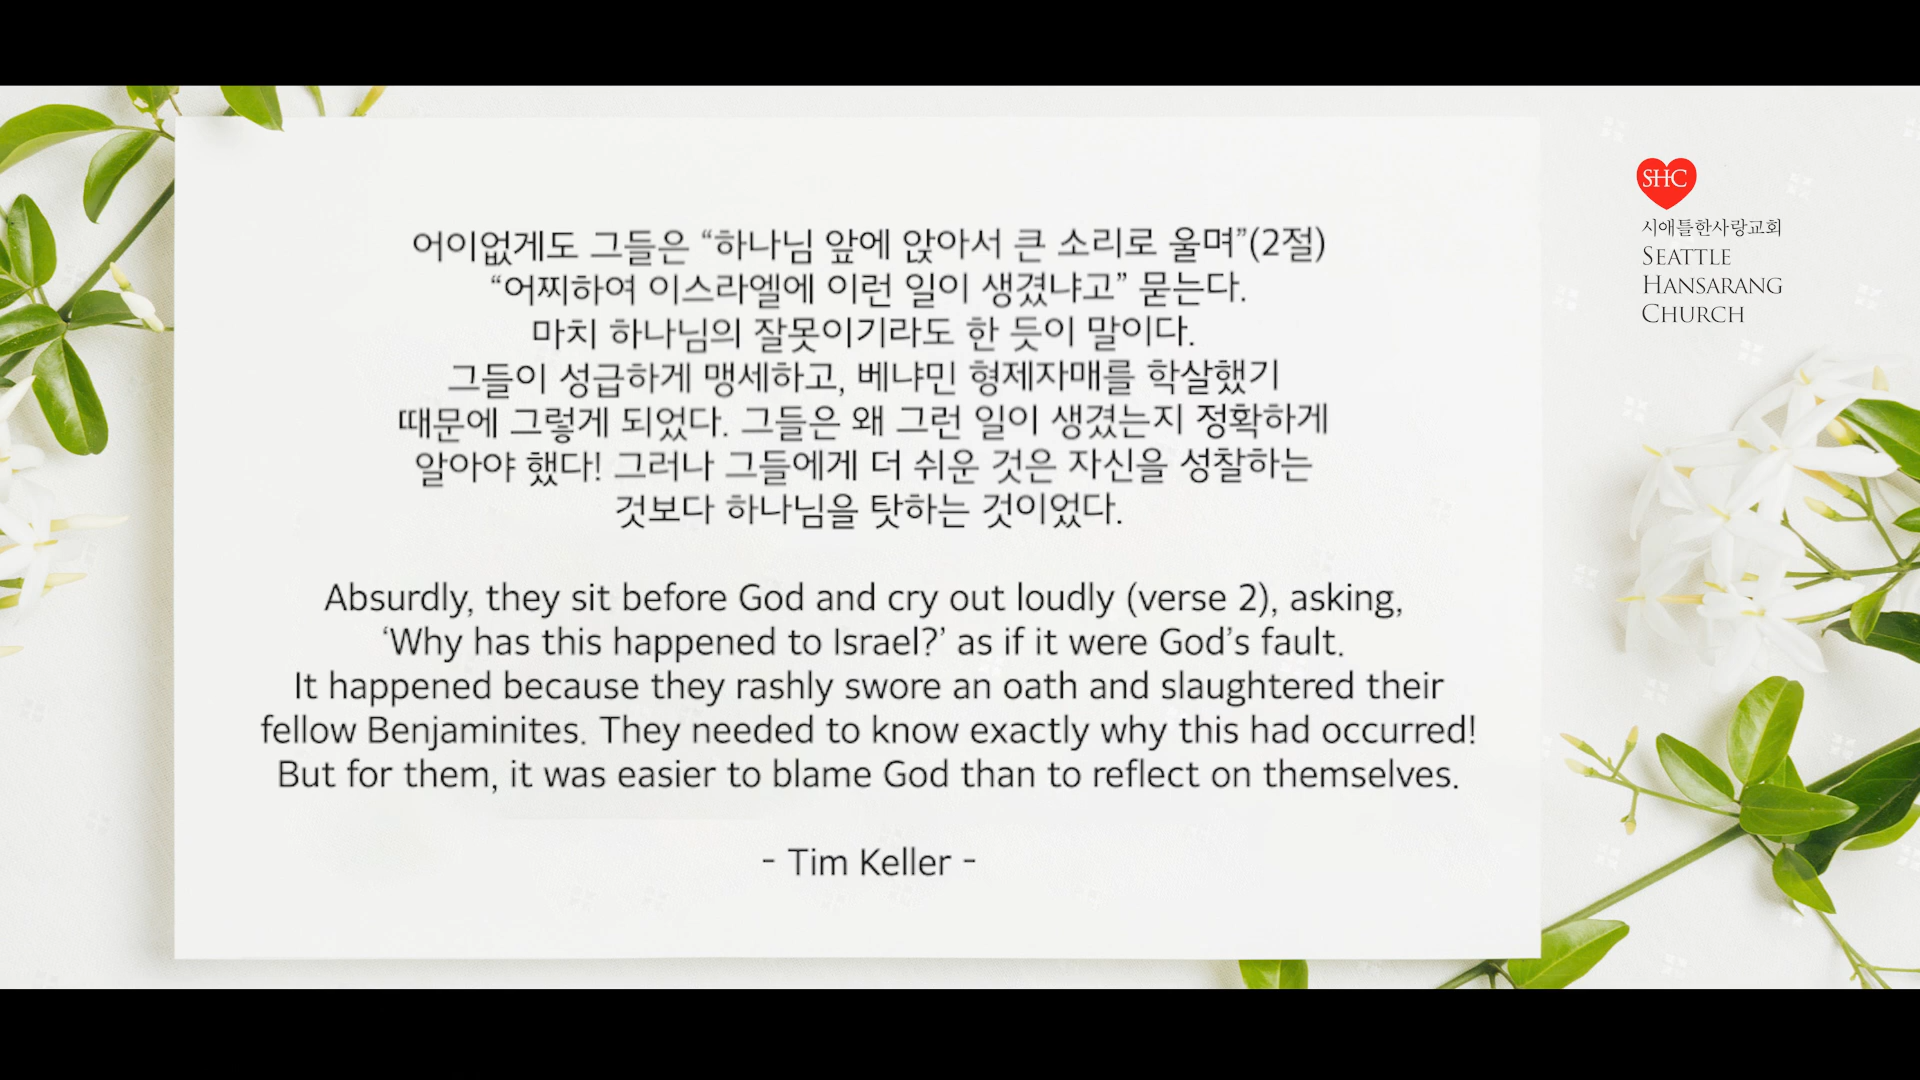 어이없게도 그들은 “하나님 앞에 앉아서 큰 소리로 울며”(2절)
“어찌하여 이스라엘에 이런 일이 생겼냐고” 묻는다.
마치 하나님의 잘못이기라도 한 듯이 말이다.
그들이 성급하게 맹세하고, 베냐민 형제자매를 학살했기
때문에 그렇게 되었다. 그들은 왜 그런 일이 생겼는지 정확하게
알아야 했다! 그러나 그들에게 더 쉬운 것은 자신을 성찰하는
것보다 하나님을 탓하는 것이었다.
Absurdly, they sit before God and cry out loudly (verse 2), asking,
‘Why has this happened to Israel?’ as if it were God’s fault.
It happened because they rashly swore an oath and slaughtered their
fellow Benjaminites. They needed to know exactly why this had occurred!
But for them, it was easier to blame God than to reflect on themselves.
- Tim Keller -
SHC
시애틀한사랑교회
SEATTLE
HANSARANG
CHURCH